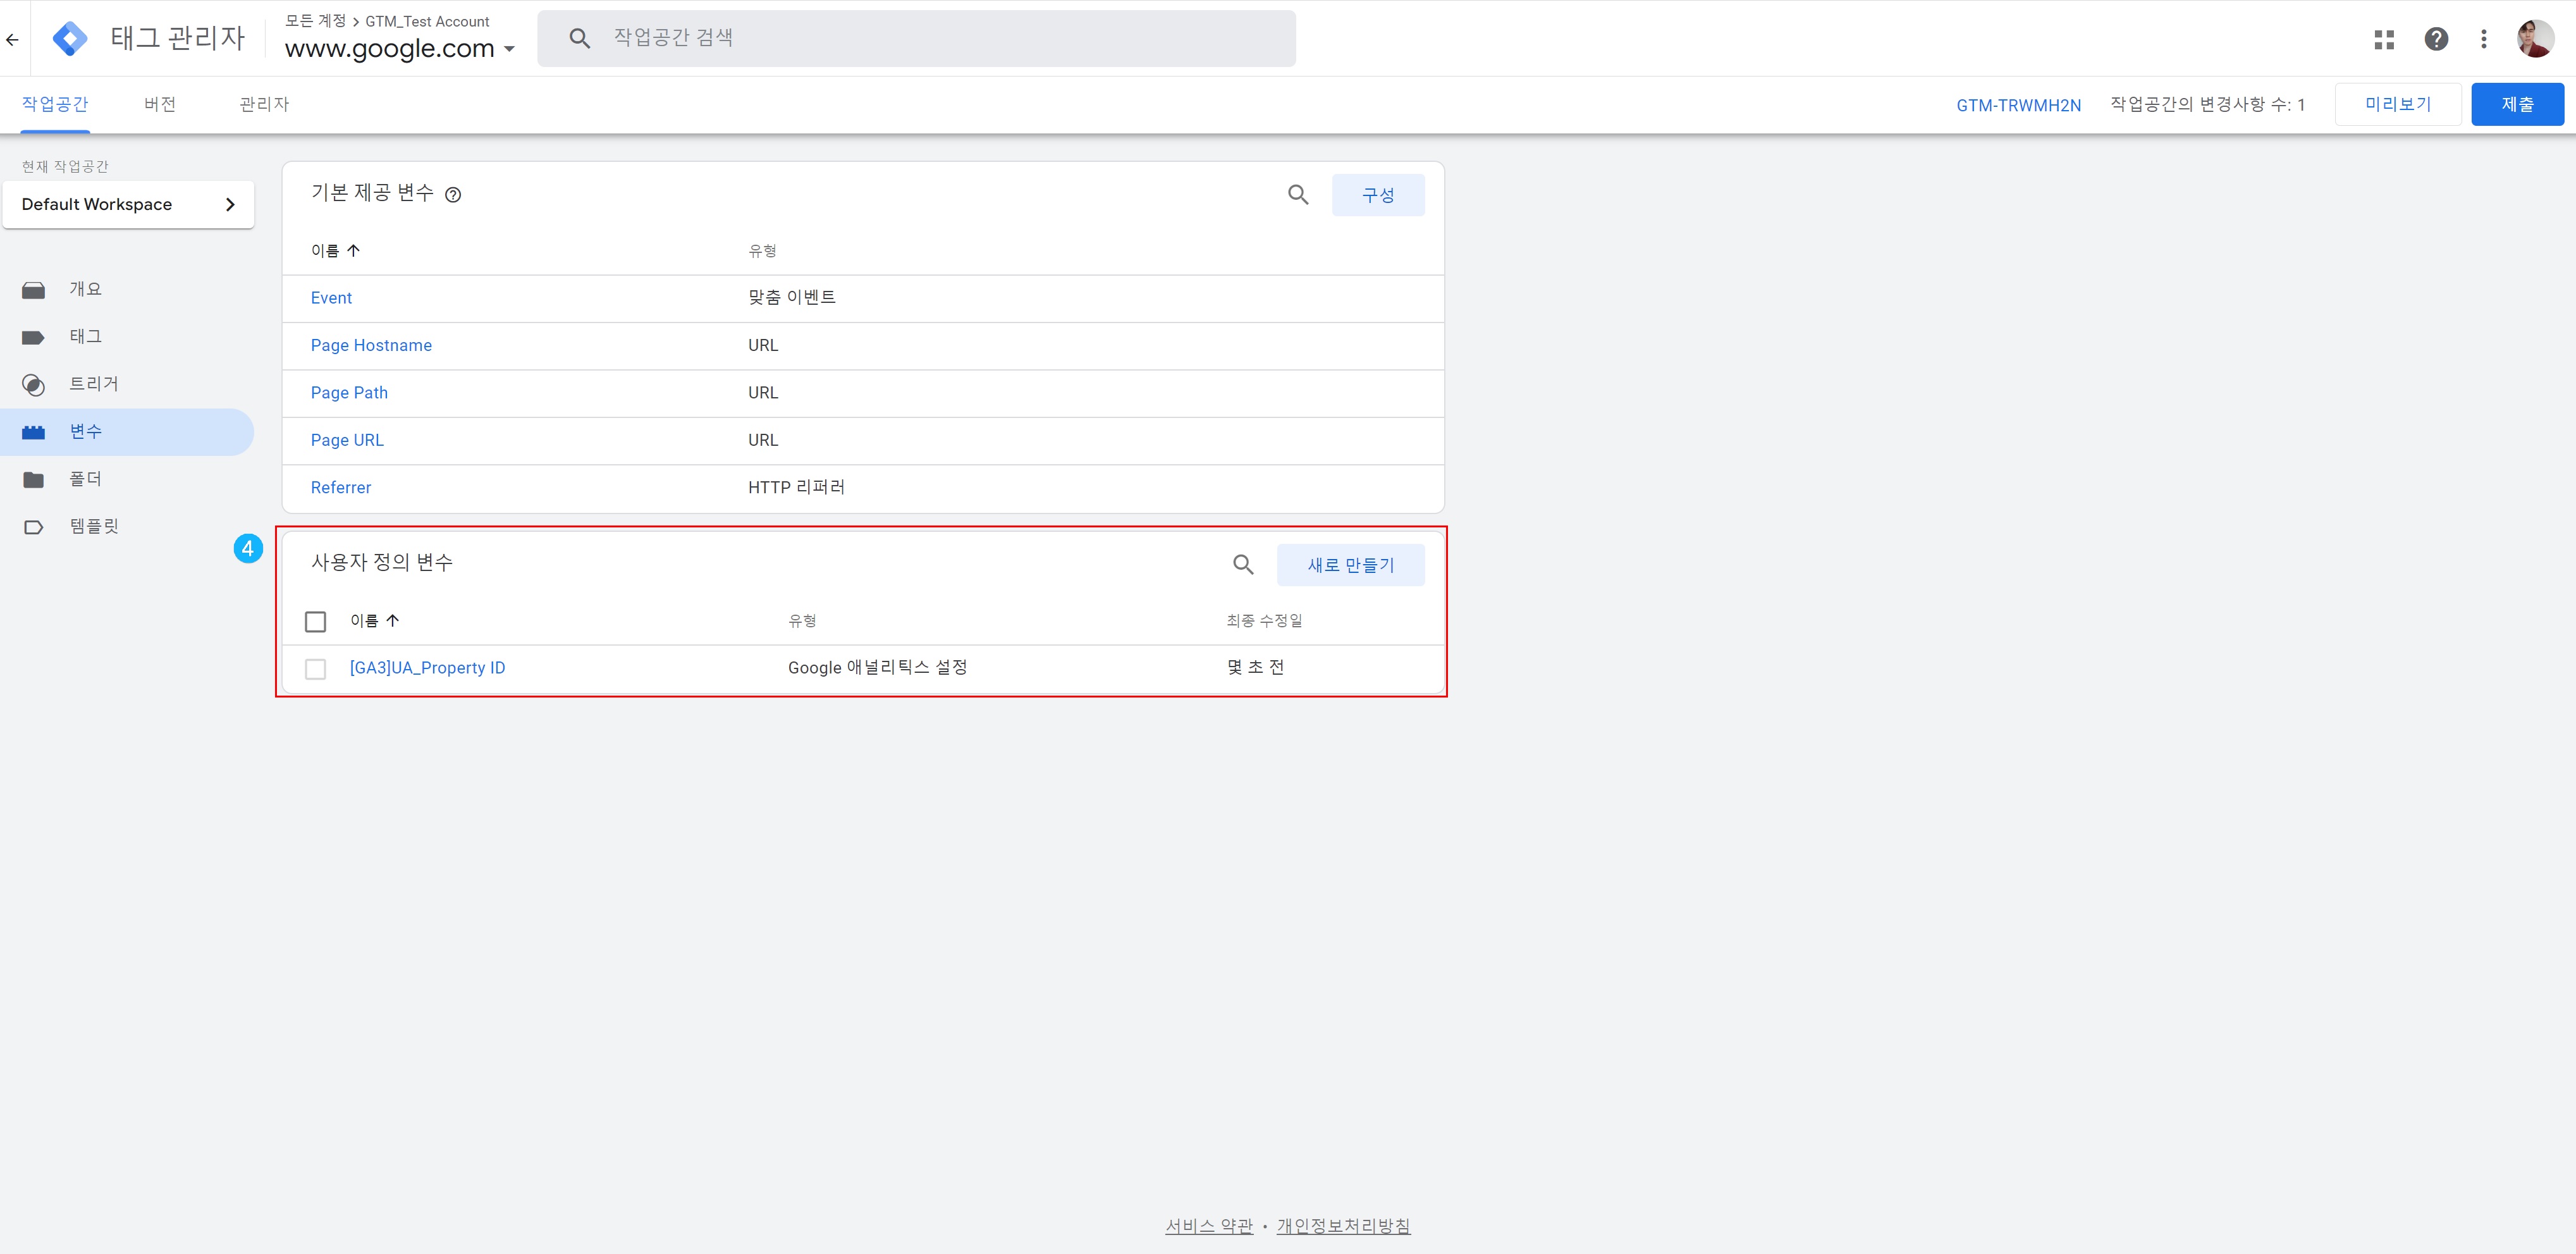 태그 관리자
모든 계정 > GTM_Test Account
www.google.com
작업공간 검색
작업공간 버전 관리자
GTM-TRWMH2N 작업공간의 변경사항 수: 1 미리보기 제출
현재 작업공간
Default Workspace
개요
태그
트리거
변수
폴더
템플릿
기본 제공 변수 구성
이름 유형
Event 맞춤 이벤트
Page Hostname URL
Page Path URL
Page URL URL
Referrer HTTP 리퍼러
4
사용자 정의 변수 새로 만들기
이름 유형 최종 수정일
[GA3]UA_Property ID Google 애널리틱스 설정 몇 초 전
서비스 약관 • 개인정보처리방침